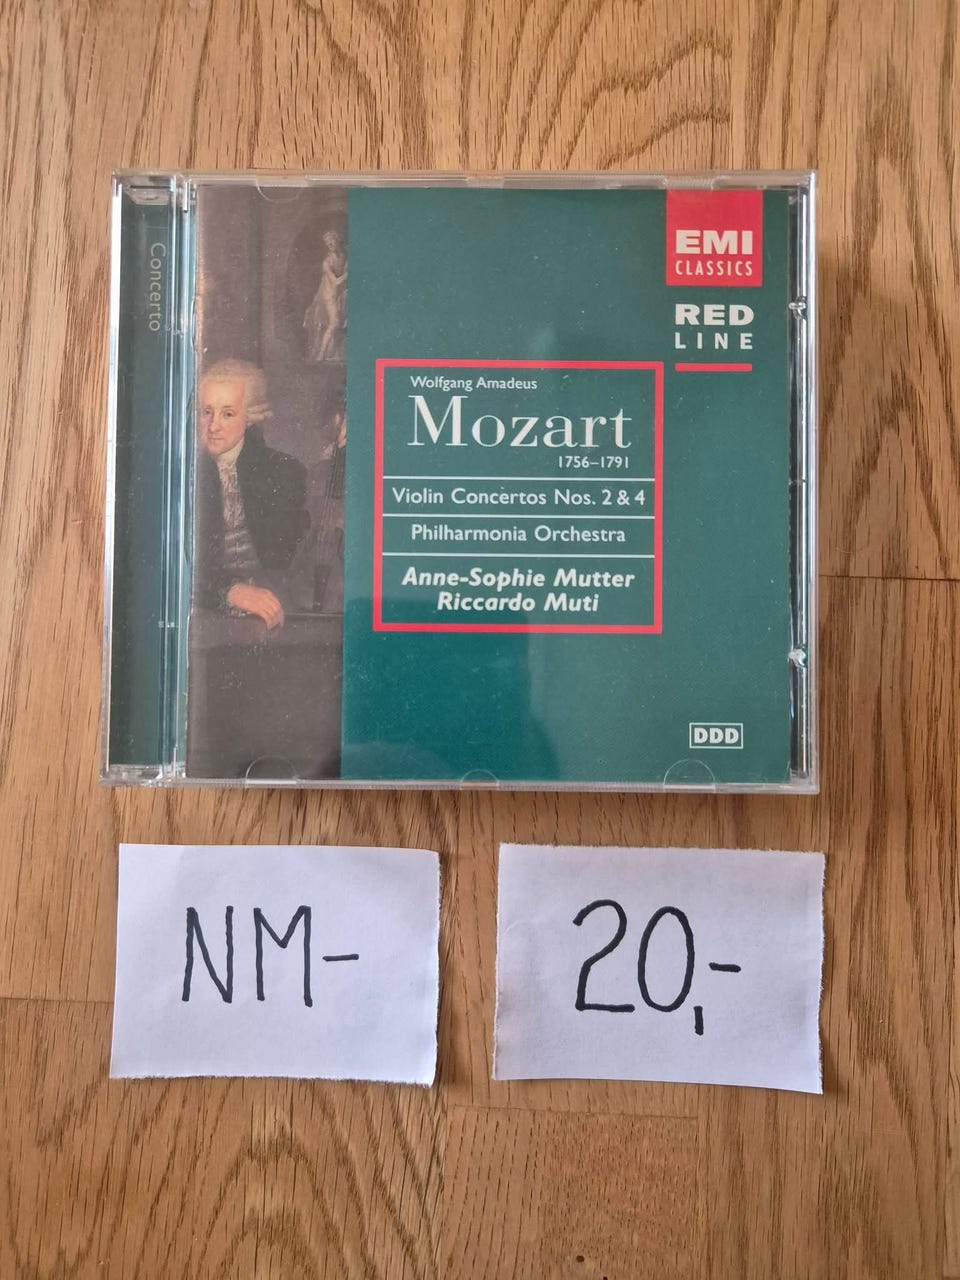 Concerto
EMI
CLASSICS
RED
LINE
Wolfgang Amadeus
Mozart
1756–1791
Violin Concertos Nos. 2 & 4
Philharmonia Orchestra
Anne-Sophie Mutter
Riccardo Muti
DDD
NM-
20,-